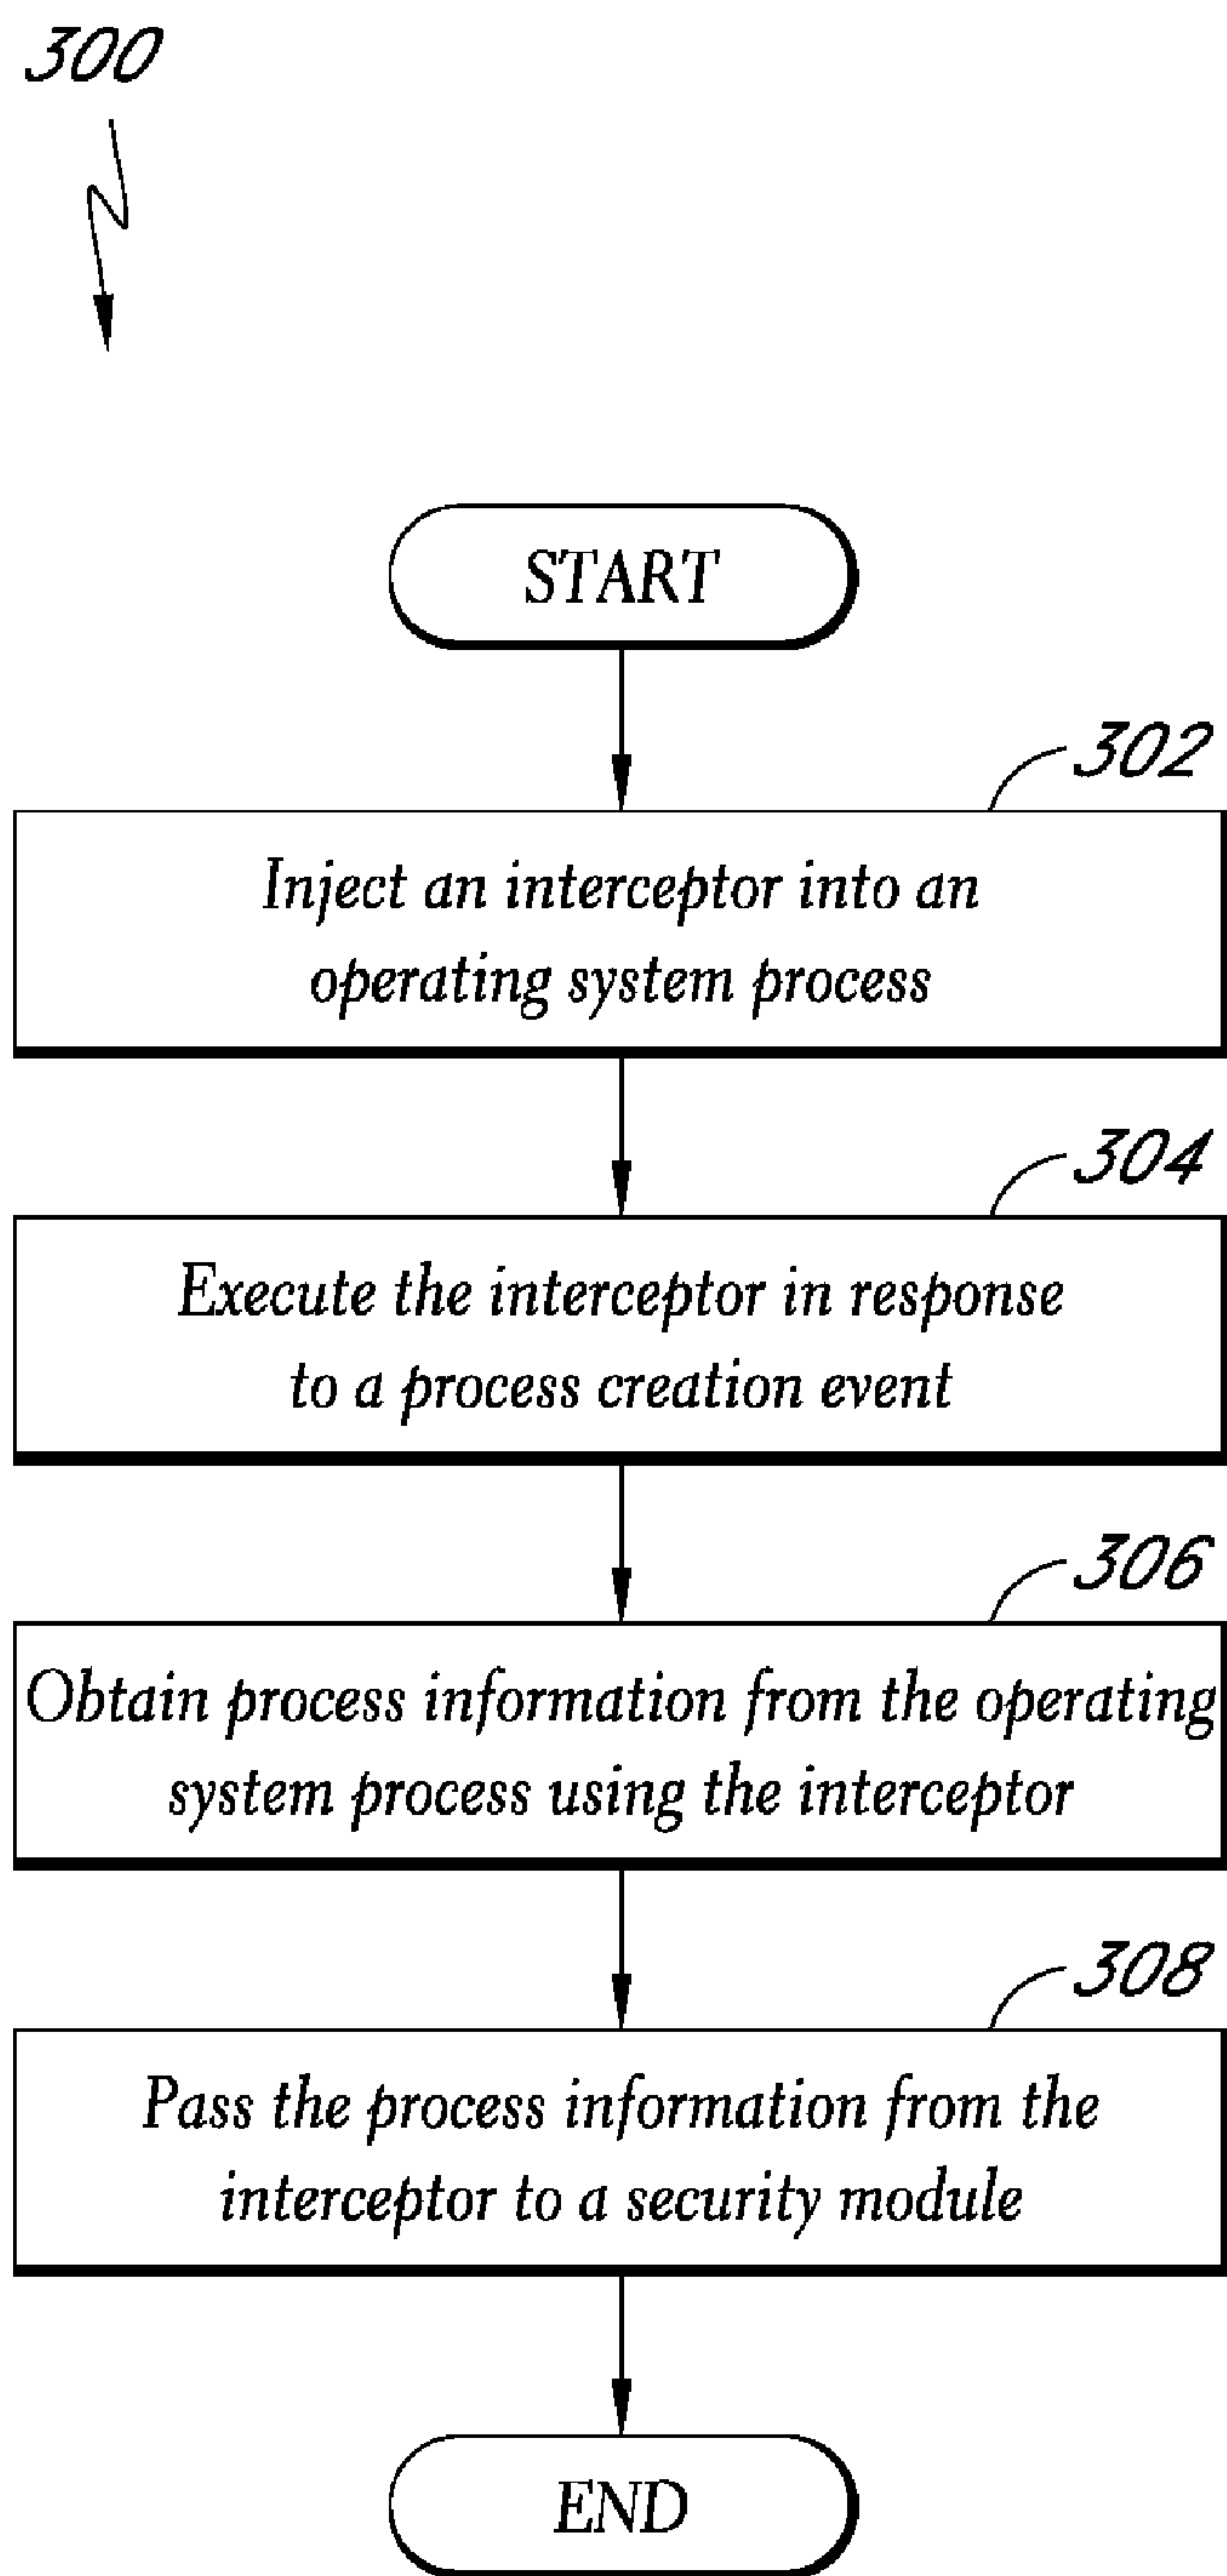 300
START
302
Inject an interceptor into an
operating system process
304
Execute the interceptor in response
to a process creation event
306
Obtain process information from the operating
system process using the interceptor
308
Pass the process information from the
interceptor to a security module
END